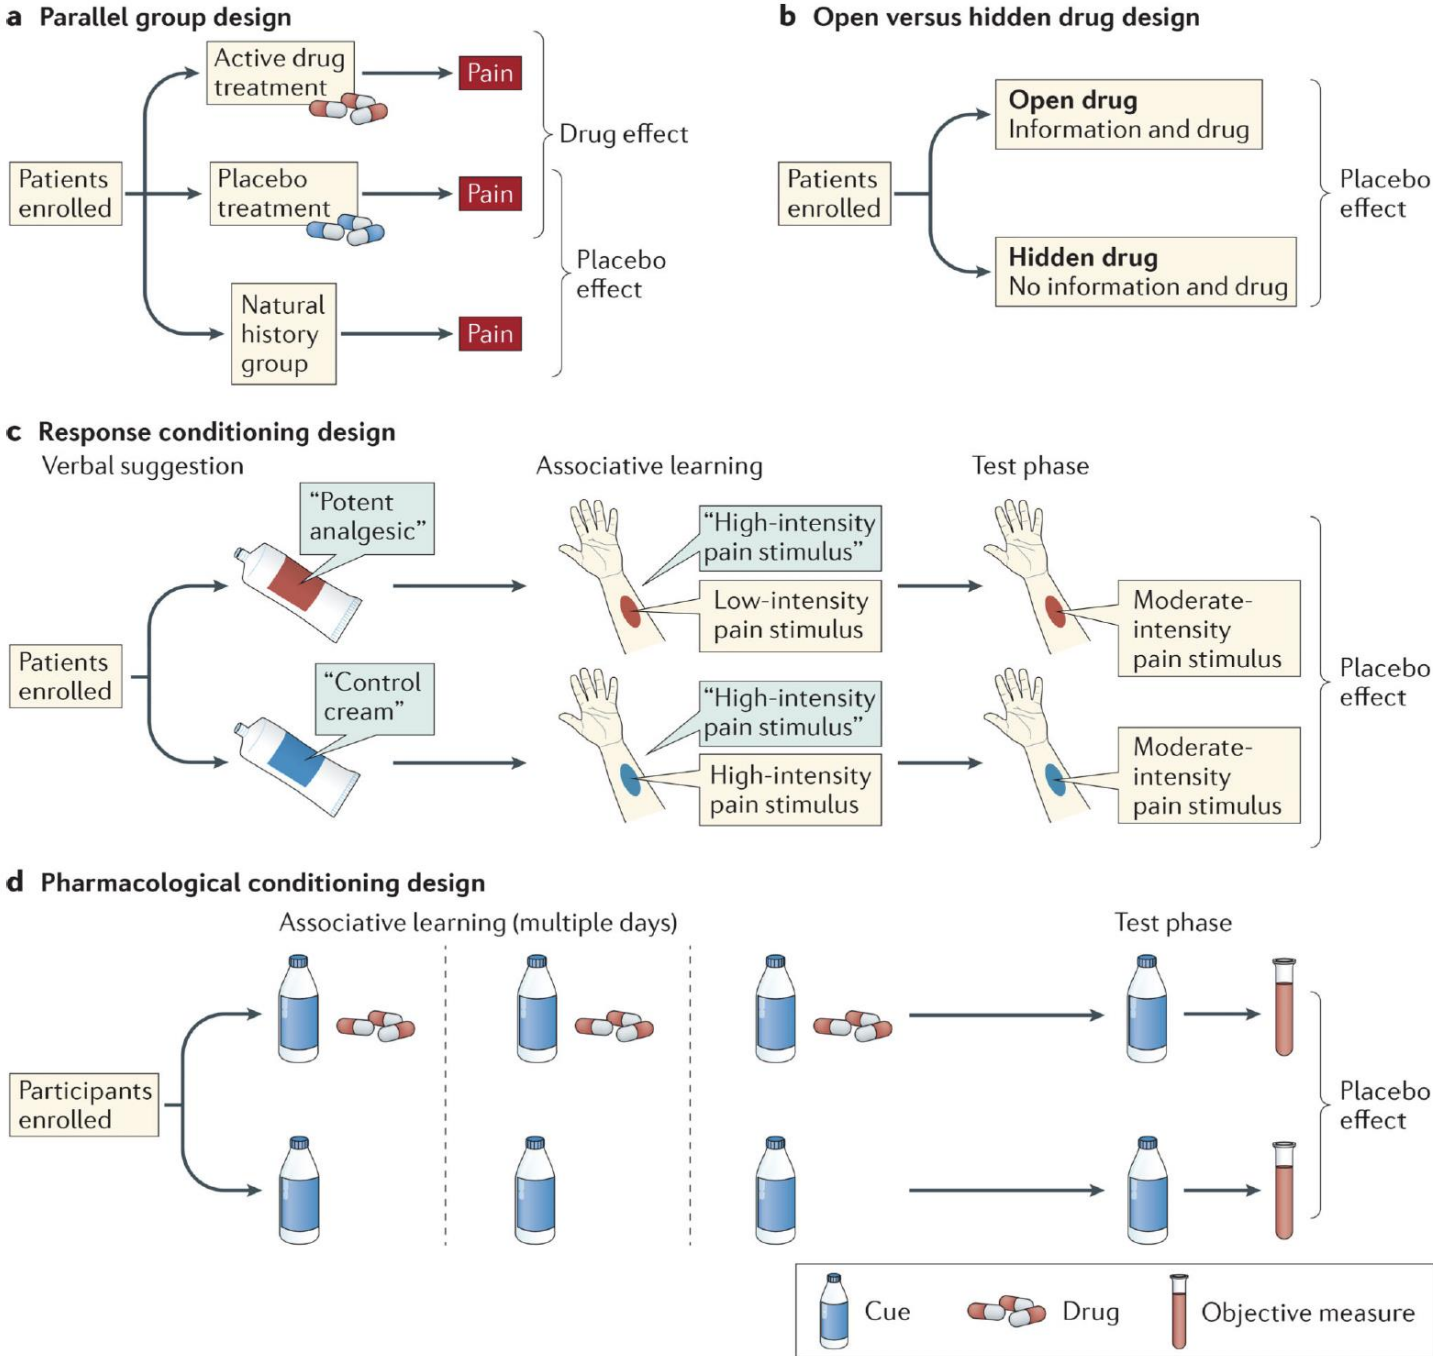 a Parallel group design
Active drug
treatment
Pain
Drug effect
Patients
enrolled
Placebo
treatment
Pain
Placebo
effect
Natural
history
group
Pain
b Open versus hidden drug design
Patients
enrolled
Open drug
Information and drug
Hidden drug
No information and drug
Placebo
effect
c Response conditioning design
Verbal suggestion
Associative learning
Test phase
Patients
enrolled
“Potent
analgesic”
“High-intensity
pain stimulus”
Low-intensity
pain stimulus
Moderate-
intensity
pain stimulus
“Control
cream”
“High-intensity
pain stimulus”
High-intensity
pain stimulus
Moderate-
intensity
pain stimulus
Placebo
effect
d Pharmacological conditioning design
Associative learning (multiple days)
Test phase
Participants
enrolled
Placebo
effect
Cue
Drug
Objective measure